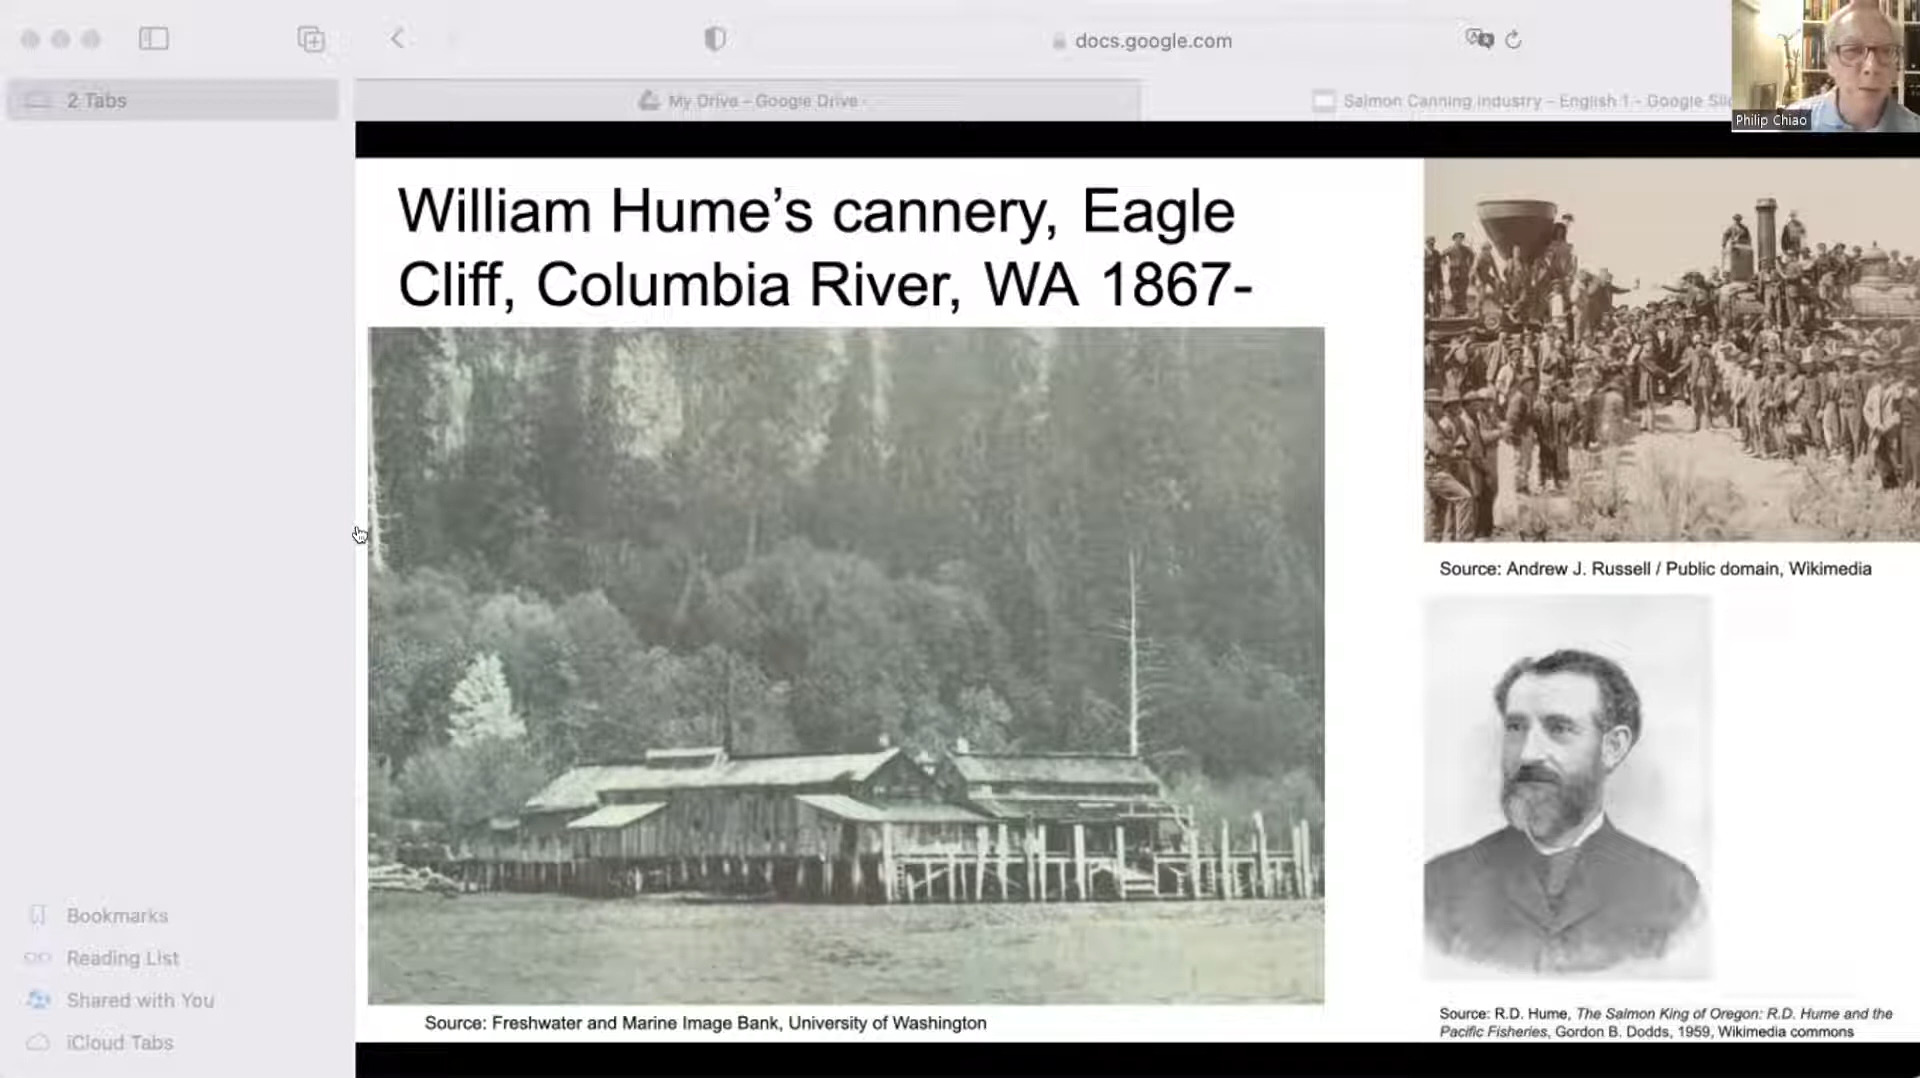 docs.google.com
2 Tabs
My Drive - Google Drive
Salmon Canning Industry - English 1 - Google
Philip Chiao
William Hume's cannery, Eagle
Cliff, Columbia River, WA 1867-
Source: Andrew J. Russell / Public domain, Wikimedia
Bookmarks
Reading List
Shared with You
iCloud Tabs
Source: Freshwater and Marine Image Bank, University of Washington
Source: R.D. Hume, The Salmon King of Oregon: R.D. Hume and the
Pacific Fisheries, Gordon B. Dodds, 1959, Wikimedia commons